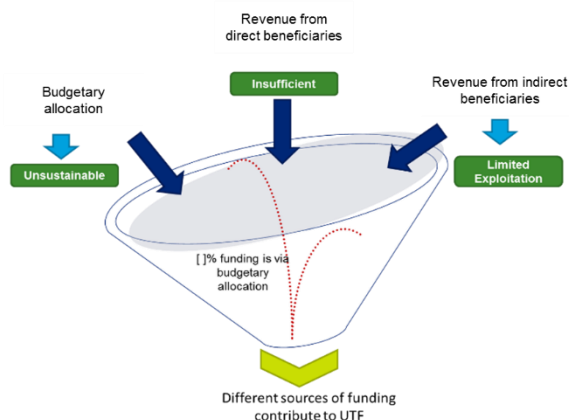 Revenue from
direct beneficiaries
Insufficient
Budgetary
allocation
Unsustainable
Revenue from indirect
beneficiaries
Limited
Exploitation
[ ]% funding is via
budgetary
allocation
Different sources of funding
contribute to UTF